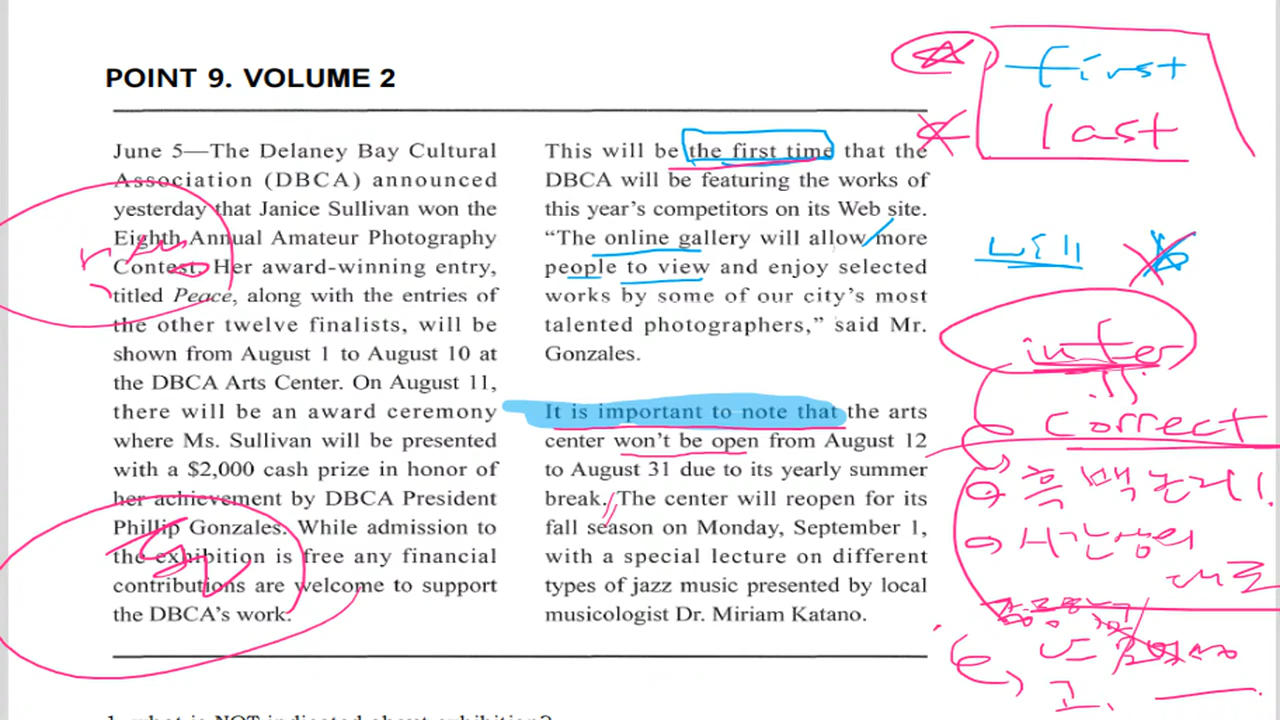 POINT 9. VOLUME 2
June 5—The Delaney Bay Cultural
Association (DBCA) announced
yesterday that Janice Sullivan won the
Eighth Annual Amateur Photography
Contest. Her award-winning entry,
titled Peace, along with the entries of
the other twelve finalists, will be
shown from August 1 to August 10 at
the DBCA Arts Center. On August 11,
there will be an award ceremony
where Ms. Sullivan will be presented
with a $2,000 cash prize in honor of
her achievement by DBCA President
Phillip Gonzales. While admission to
the exhibition is free any financial
contributions are welcome to support
the DBCA's work.
This will be the first time that the
DBCA will be featuring the works of
this year's competitors on its Web site.
“The online gallery will allow more
people to view and enjoy selected
works by some of our city's most
talented photographers,” said Mr.
Gonzales.
It is important to note that the arts
center won't be open from August 12
to August 31 due to its yearly summer
break. The center will reopen for its
fall season on Monday, September 1,
with a special lecture on different
types of jazz music presented by local
musicologist Dr. Miriam Katano.
first
last
will
infer
correct
흑백논리!
시간상의
대로
1. what is NOT indicated about exhibition?